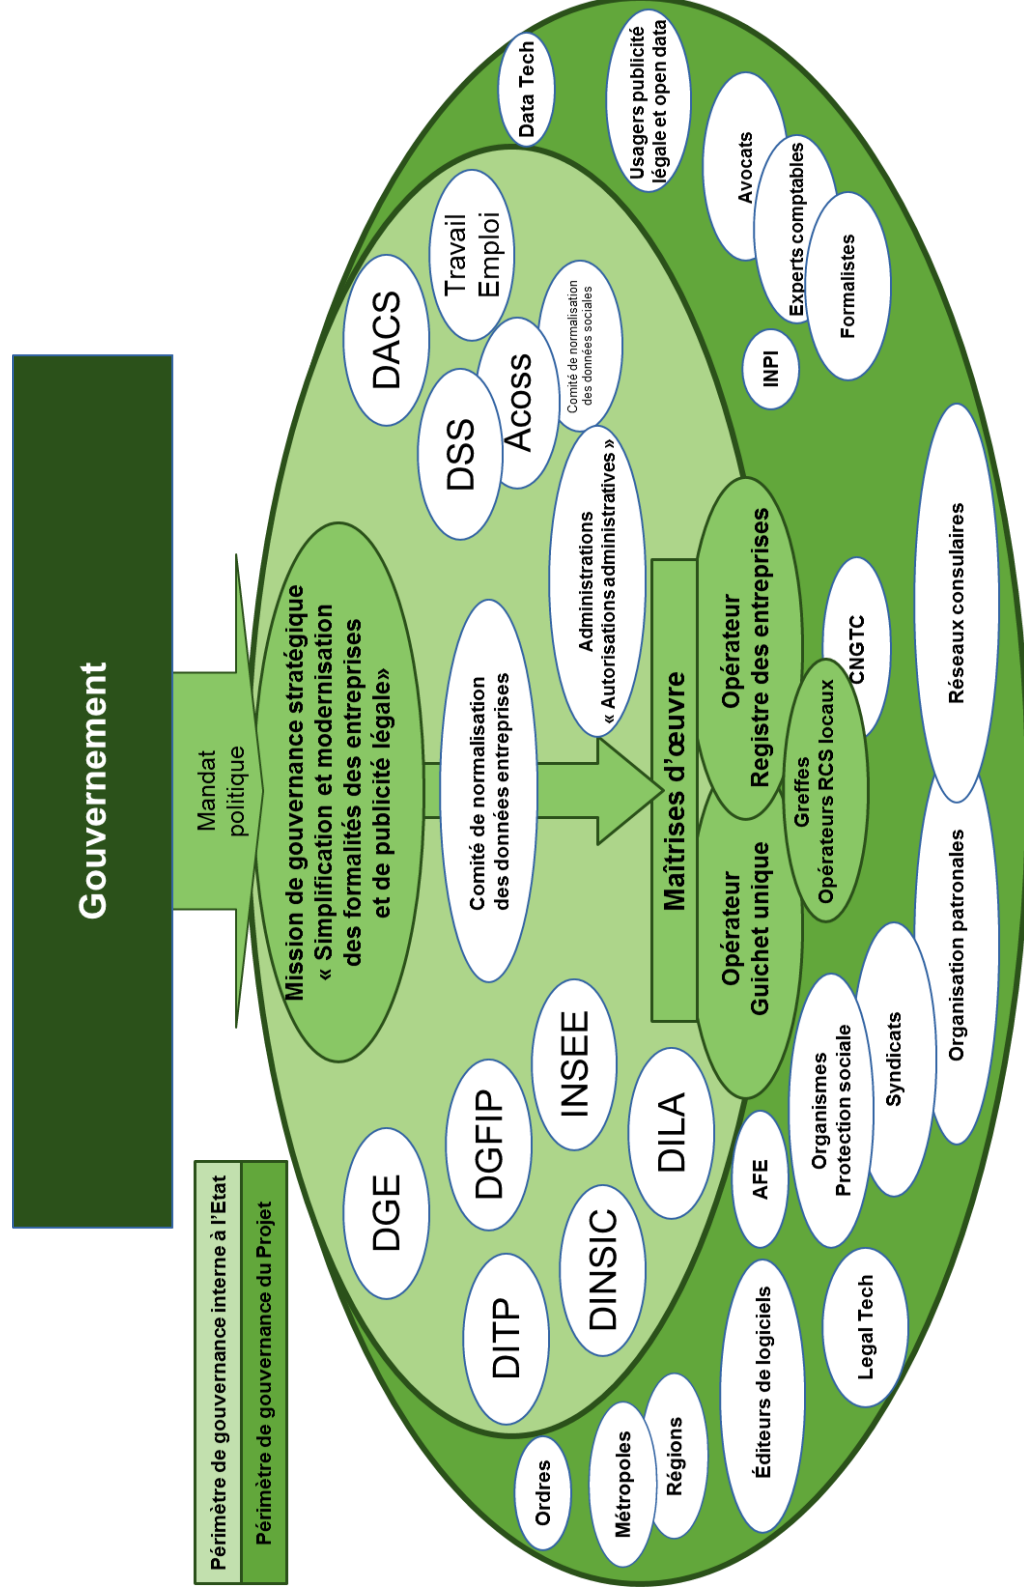 Gouvernement
Périmètre de gouvernance interne à l’Etat
Périmètre de gouvernance du Projet
Mandat
politique
Mission de gouvernance stratégique
« Simplification et modernisation
des formalités des entreprises
et de publicité légale»
DGE
DACS
DITP
DGFIP
DSS
Travail
Emploi
Acoss
Comité de normalisation
des données entreprises
Comité de normalisation
des données sociales
DINSIC
INSEE
DILA
Administrations
« Autorisations administratives »
Maîtrises d’œuvre
Opérateur
Guichet unique
Opérateur
Registre des entreprises
Greffes
Opérateurs RCS locaux
CNGTC
Ordres
Métropoles
Régions
Éditeurs de logiciels
Legal Tech
AFE
Organismes
Protection sociale
Syndicats
Organisation patronales
Réseaux consulaires
INPI
Formalistes
Experts comptables
Avocats
Usagers publicité
légale et open data
Data Tech